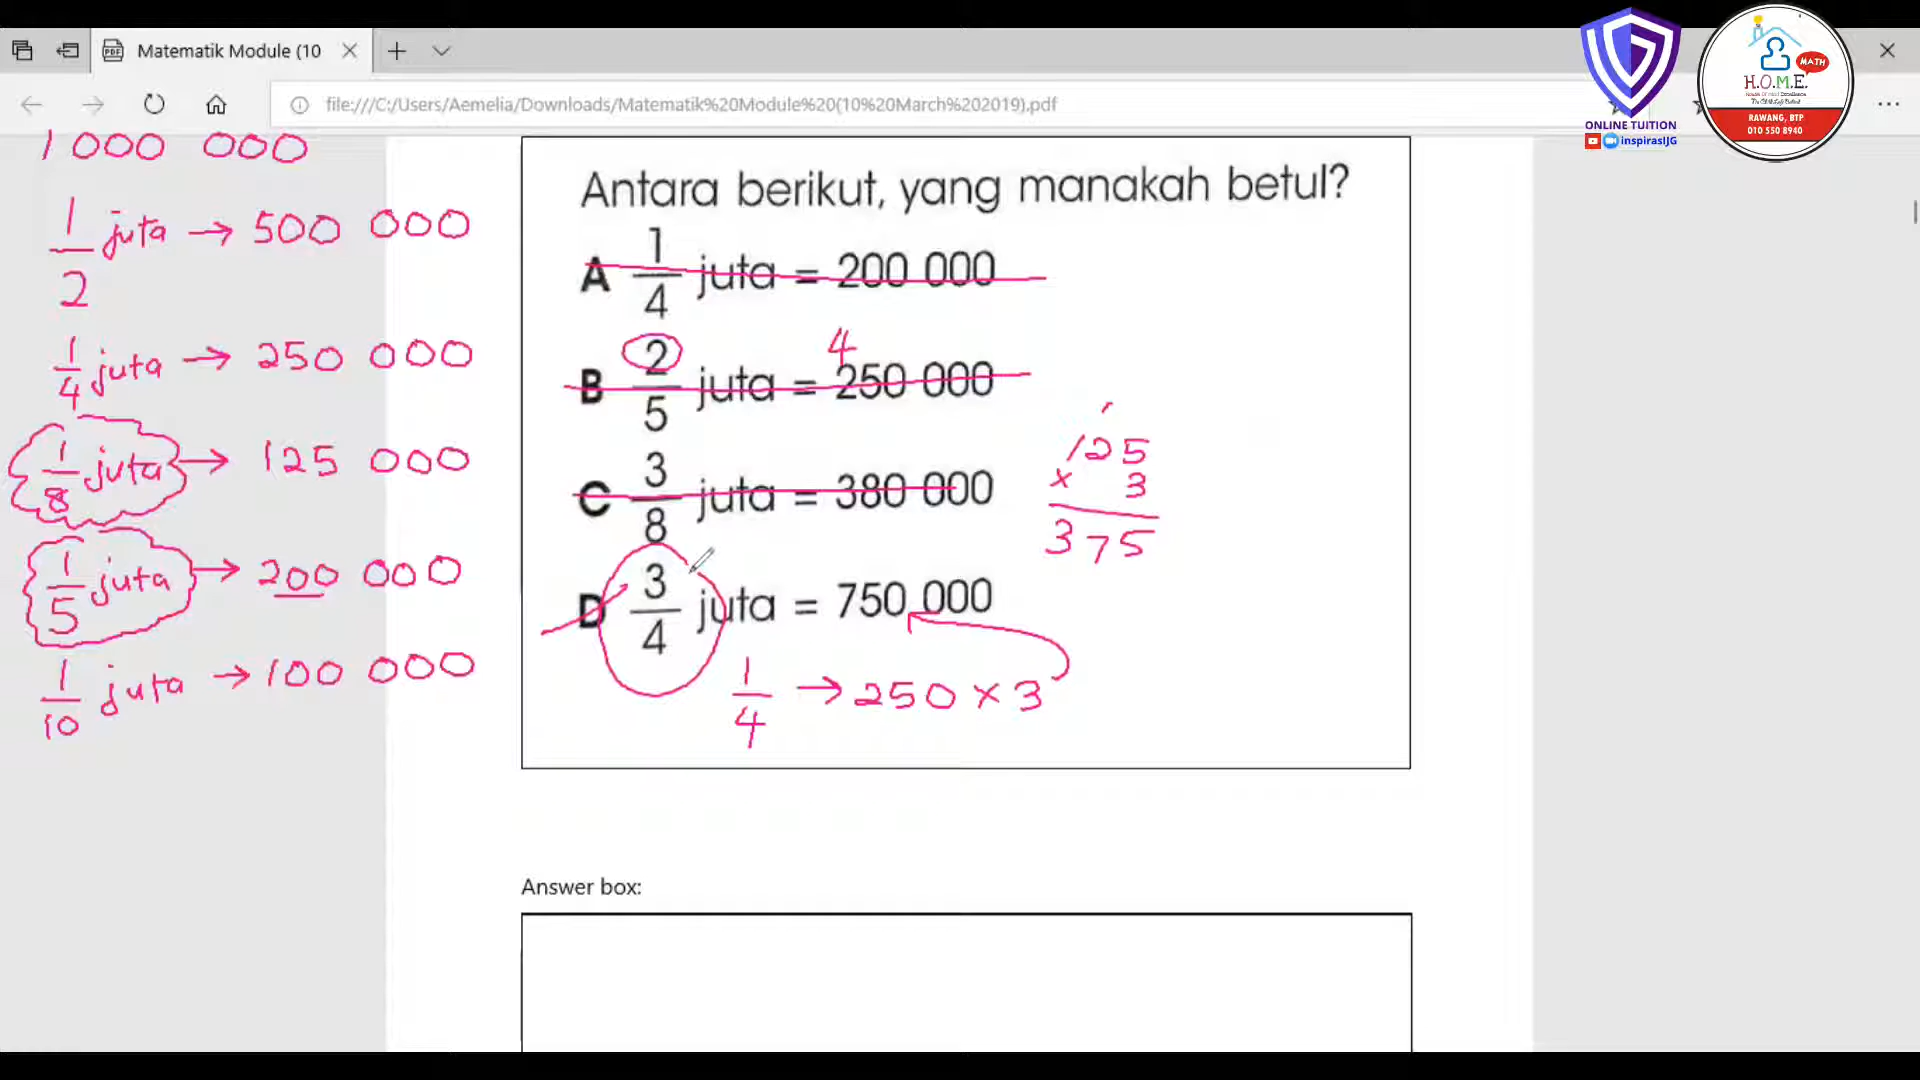 Matematik Module (10
file:///C:/Users/Aemelia/Downloads/Matematik%20Module%20(10%20March%202019).pdf
ONLINE TUITION
inspirasIJG
MATH
H.O.M.E.
RAWANG, BTP
010 550 8940
1 000 000
1/2 juta → 500 000
1/4 juta → 250 000
1/8 juta → 125 000
1/5 juta → 200 000
1/10 juta → 100 000
Antara berikut, yang manakah betul?
A 1/4 juta = 200 000
4
B 2/5 juta = 250 000
C 3/8 juta = 380 000
D 3/4 juta = 750 000
1/4 → 250 × 3
125
× 3
375
Answer box: